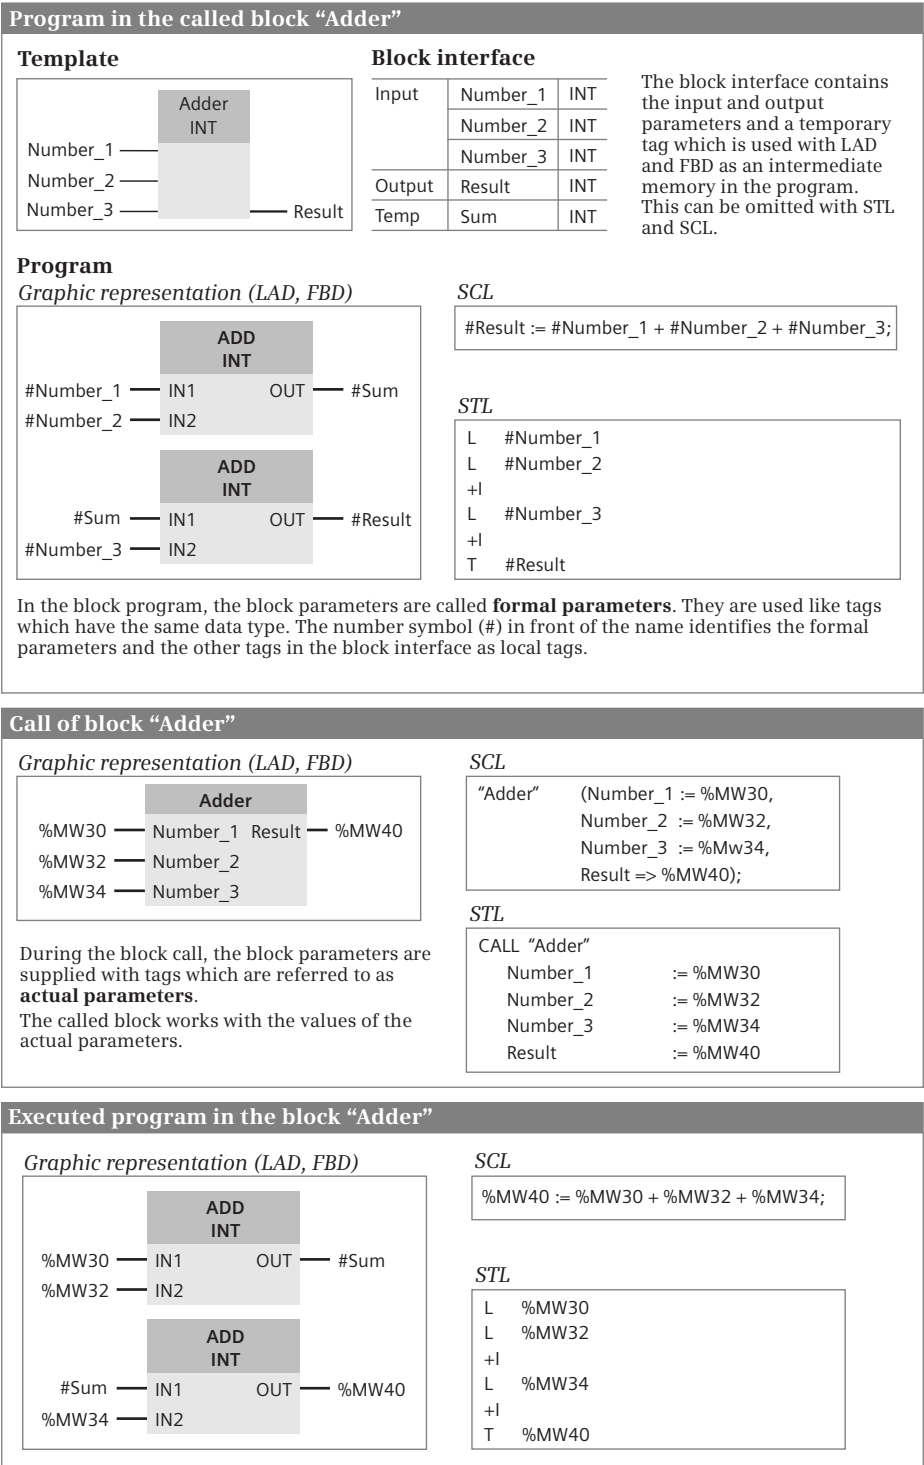 Program in the called block “Adder”
Template
Adder
INT
Number_1
Number_2
Number_3
Result
Block interface
Input Number_1 INT
Number_2 INT
Number_3 INT
Output Result INT
Temp Sum INT
The block interface contains
the input and output
parameters and a temporary
tag which is used with LAD
and FBD as an intermediate
memory in the program.
This can be omitted with STL
and SCL.
Program
Graphic representation (LAD, FBD)
ADD
INT
#Number_1 IN1 OUT #Sum
#Number_2 IN2
ADD
INT
#Sum IN1 OUT #Result
#Number_3 IN2
SCL
#Result := #Number_1 + #Number_2 + #Number_3;
STL
L #Number_1
L #Number_2
+I
L #Number_3
+I
T #Result
In the block program, the block parameters are called formal parameters. They are used like tags
which have the same data type. The number symbol (#) in front of the name identifies the formal
parameters and the other tags in the block interface as local tags.
Call of block “Adder”
Graphic representation (LAD, FBD)
Adder
%MW30 Number_1 Result %MW40
%MW32 Number_2
%MW34 Number_3
During the block call, the block parameters are
supplied with tags which are referred to as
actual parameters.
The called block works with the values of the
actual parameters.
SCL
“Adder” (Number_1 := %MW30,
Number_2 := %MW32,
Number_3 := %Mw34,
Result => %MW40);
STL
CALL “Adder”
Number_1 := %MW30
Number_2 := %MW32
Number_3 := %MW34
Result := %MW40
Executed program in the block “Adder”
Graphic representation (LAD, FBD)
ADD
INT
%MW30 IN1 OUT #Sum
%MW32 IN2
ADD
INT
#Sum IN1 OUT %MW40
%MW34 IN2
SCL
%MW40 := %MW30 + %MW32 + %MW34;
STL
L %MW30
L %MW32
+I
L %MW34
+I
T %MW40